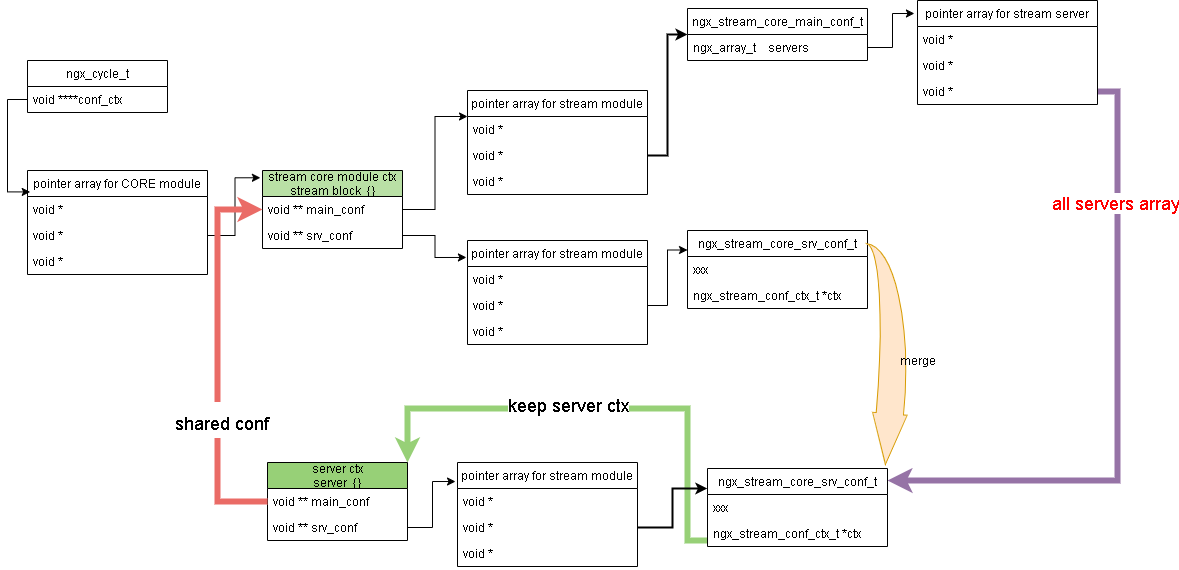 ngx_cycle_t
void ****conf_ctx
pointer array for CORE module
void *
void *
void *
stream core module ctx
stream block {}
void ** main_conf
void ** srv_conf
pointer array for stream module
void *
void *
void *
ngx_stream_core_main_conf_t
ngx_array_t servers
pointer array for stream server
void *
void *
void *
pointer array for stream module
void *
void *
void *
ngx_stream_core_srv_conf_t
xxx
ngx_stream_conf_ctx_t *ctx
all servers array
merge
shared conf
keep server ctx
server ctx
server {}
void ** main_conf
void ** srv_conf
pointer array for stream module
void *
void *
void *
ngx_stream_core_srv_conf_t
xxx
ngx_stream_conf_ctx_t *ctx